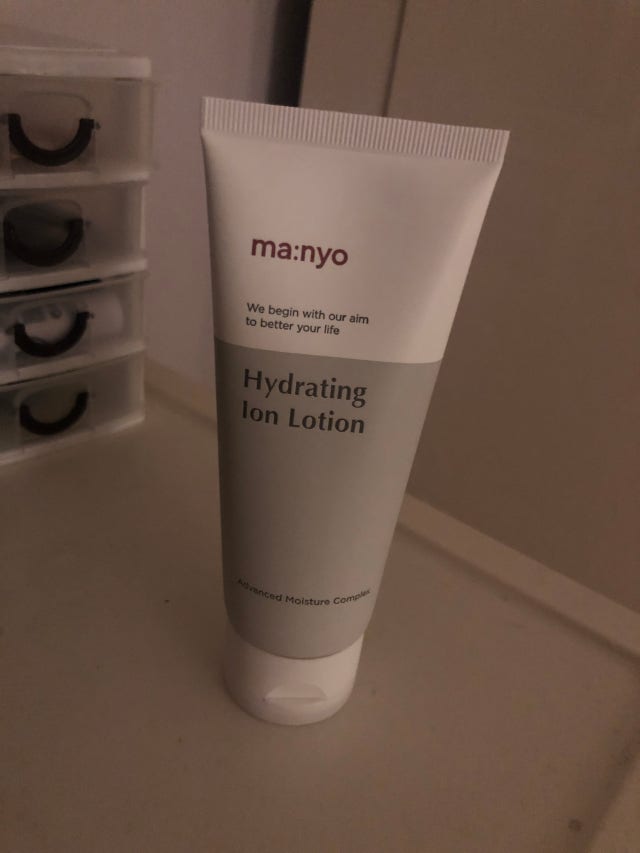 ma:nyo
We begin with our aim
to better your life
Hydrating
Ion Lotion
Advanced Moisture Complex